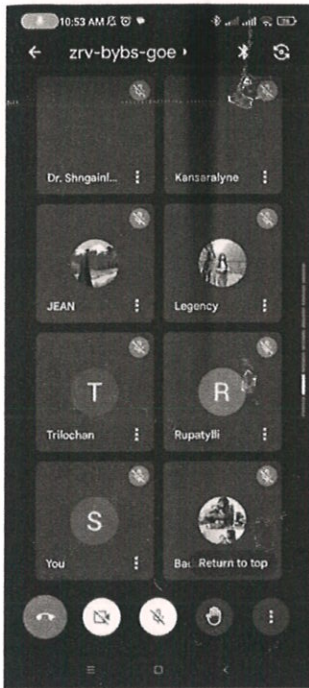 10:53 AM
zrv-bybs-goe
Dr. Shngainl...
Kansaralyne
JEAN
Legency
T
R
Trilochan
Rupatylli
S
You
Return to top